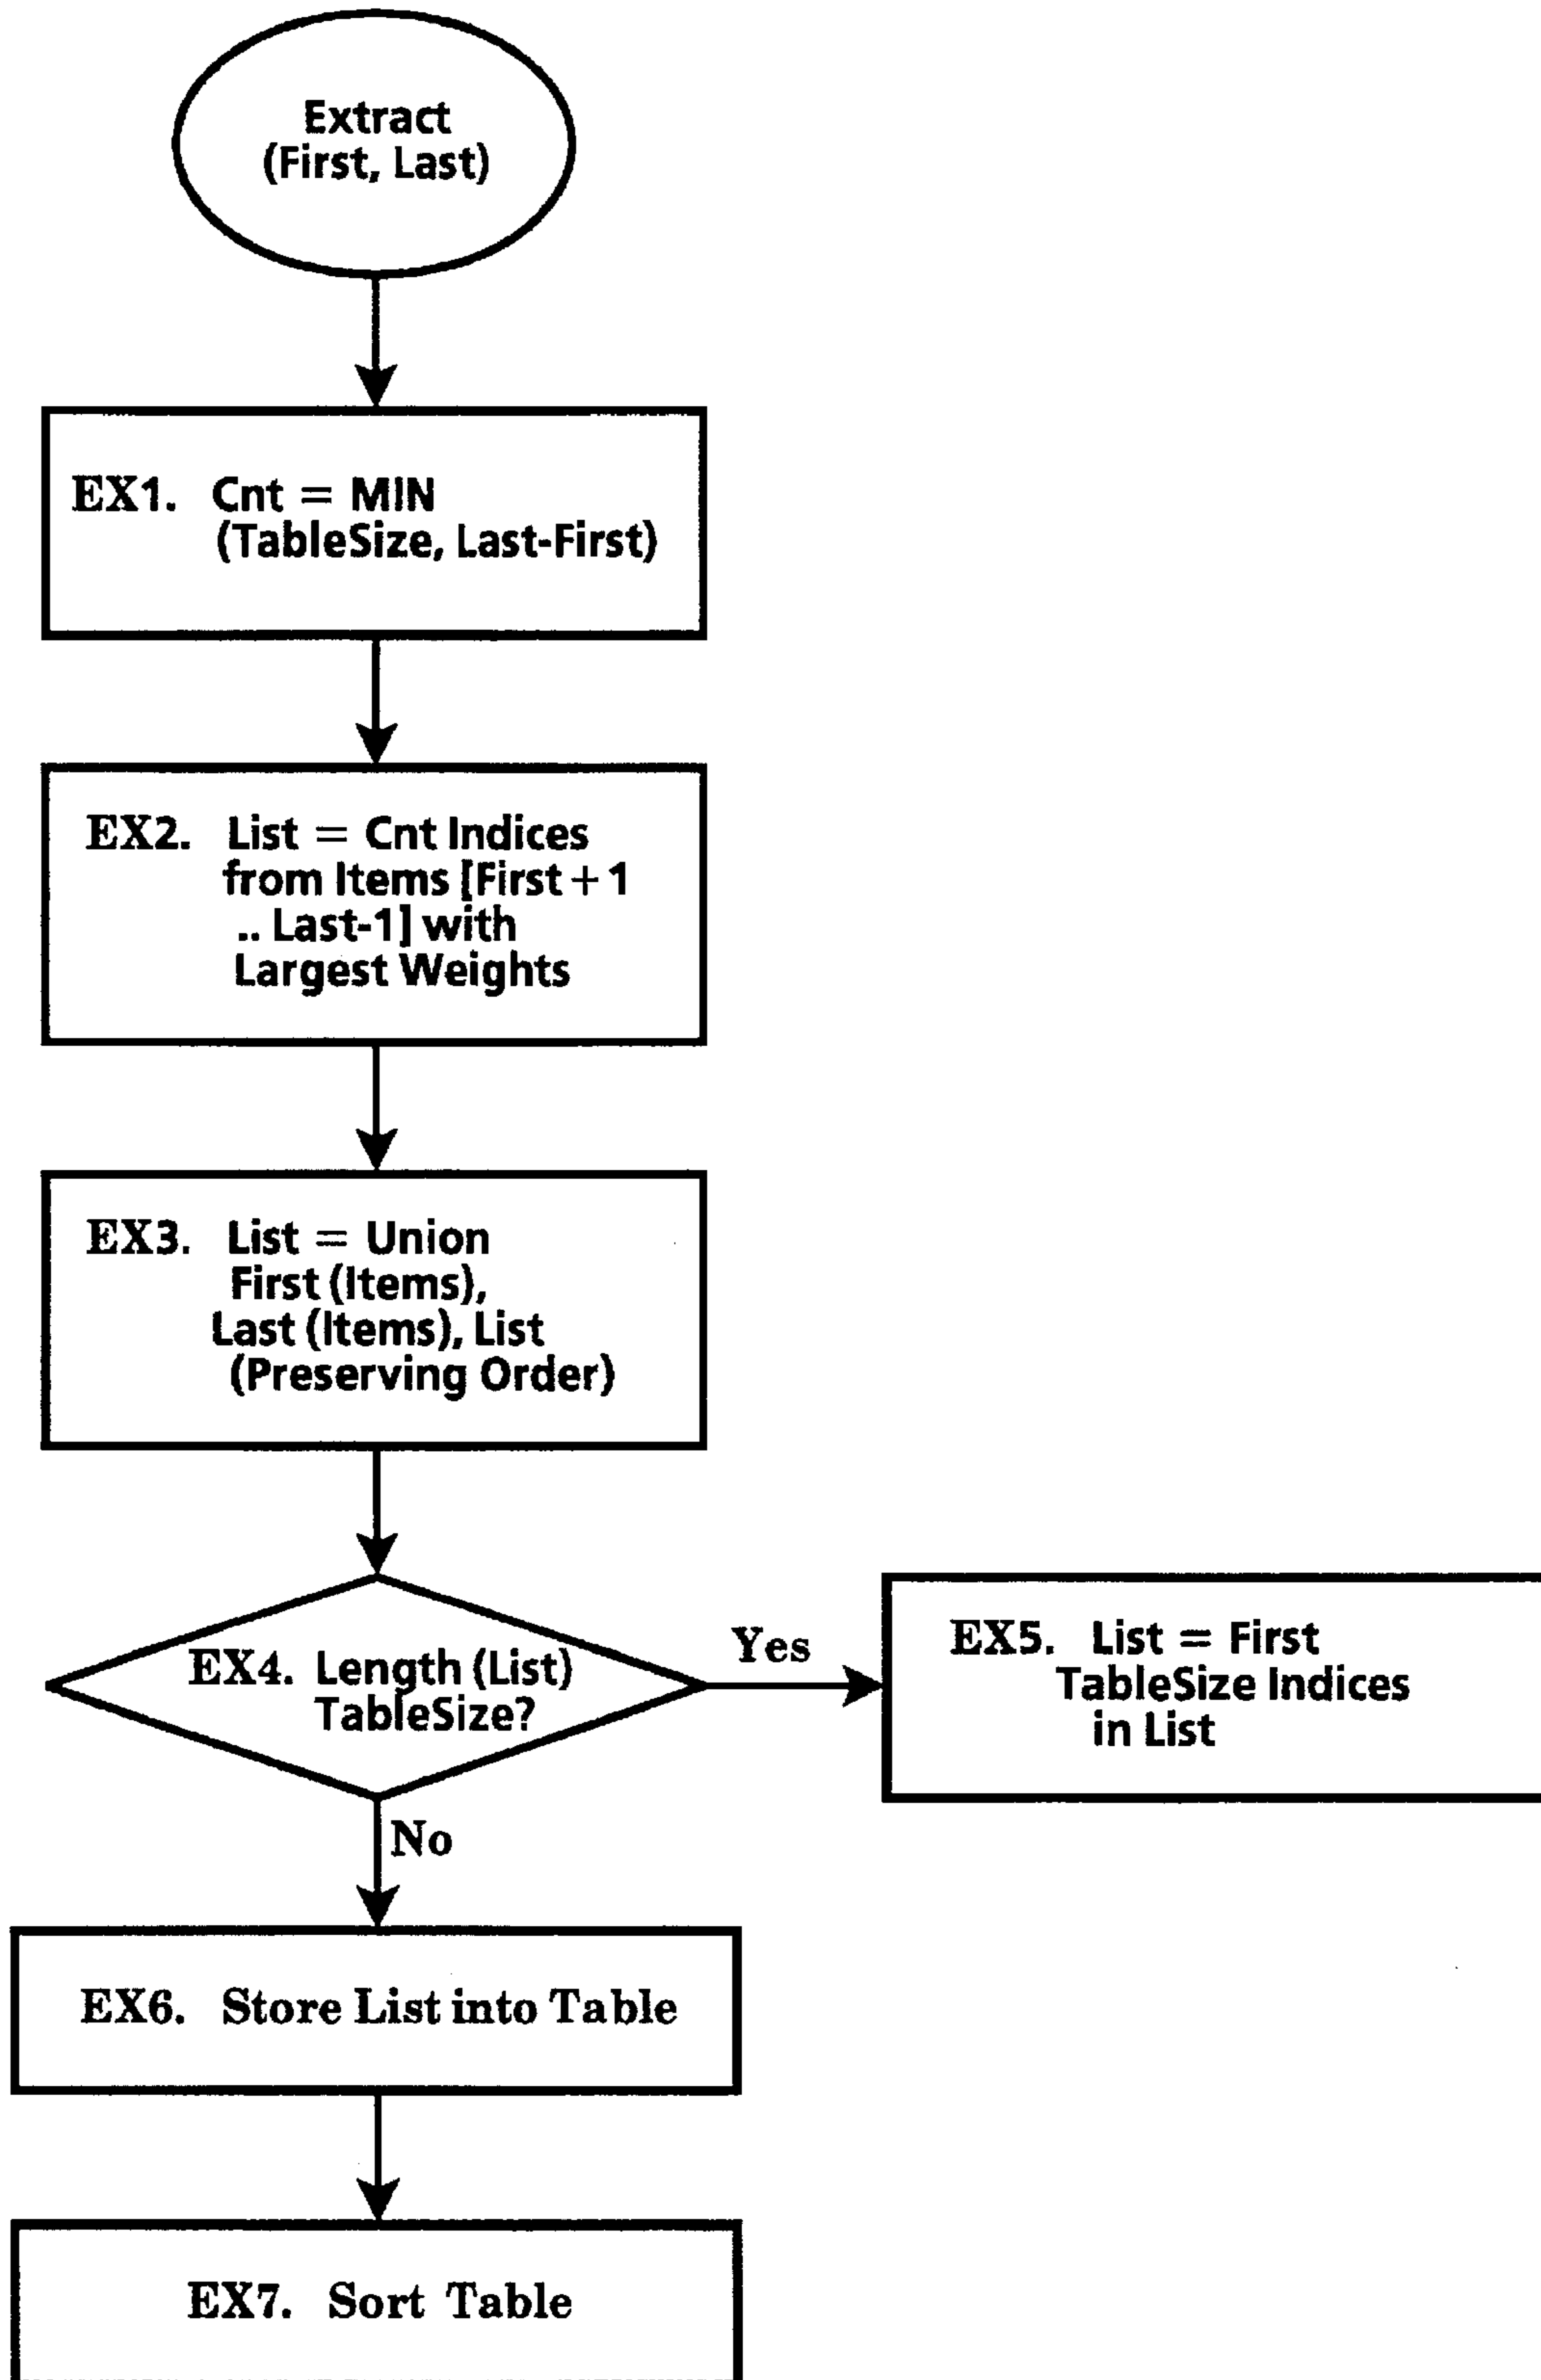 Extract
(First, Last)
EX1. Cnt = MIN
(TableSize, Last-First)
EX2. List = Cnt Indices
from Items [First + 1
.. Last-1] with
Largest Weights
EX3. List = Union
First (Items),
Last (Items), List
(Preserving Order)
EX4. Length (List)
TableSize?
Yes
EX5. List = First
TableSize Indices
in List
No
EX6. Store List into Table
EX7. Sort Table